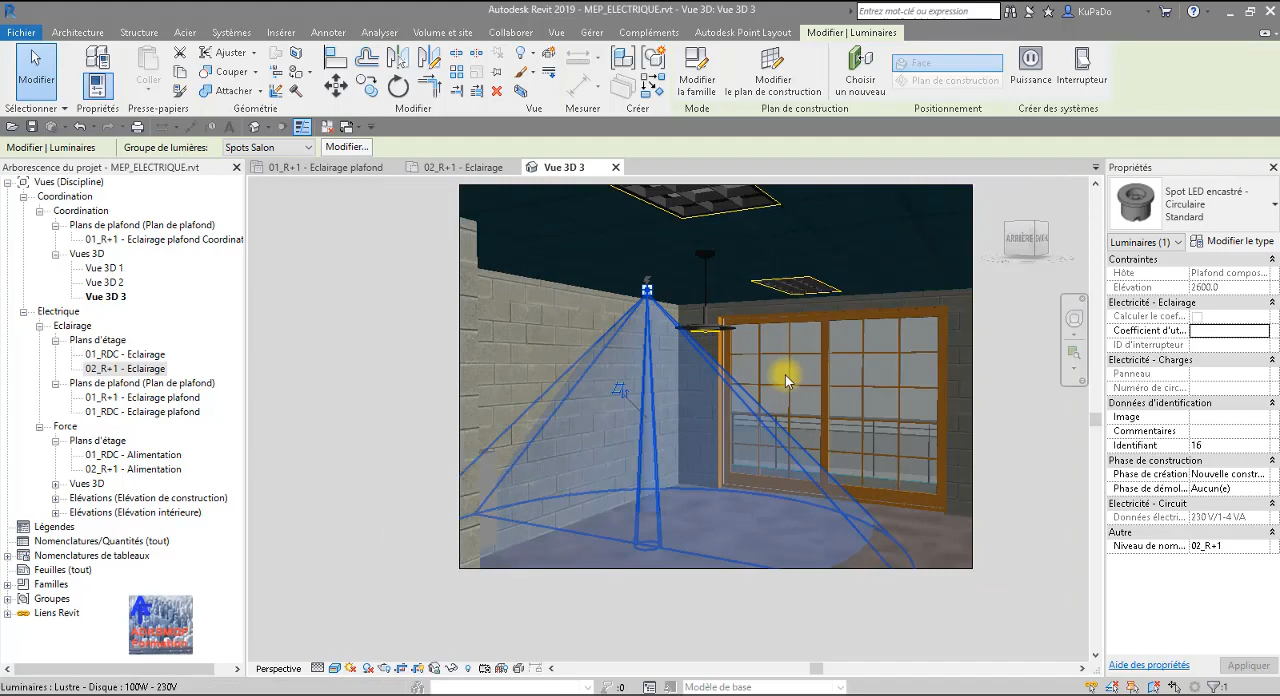 Autodesk Revit 2019 - MEP_ELECTRIQUE.rvt - Vue 3D: Vue 3D 3
Entrez mot-clé ou expression
KuPaDo
Fichier Architecture Structure Acier Systèmes Insérer Annoter Analyser Volume et site Collaborer Vue Gérer Compléments Autodesk Point Layout Modifier | Luminaires
Modifier
Coller
Ajuster
Couper
Attacher
Modifier
la famille
Modifier
le plan de construction
Choisir
un nouveau
Face
Plan de construction
Puissance
Interrupteur
Sélectionner Propriétés Presse-papiers Géométrie Modifier Vue Mesurer Créer Mode Plan de construction Positionnement Créer des systèmes
Modifier | Luminaires Groupe de lumières: Spots Salon Modifier...
Arborescence du projet - MEP_ELECTRIQUE.rvt
01_R+1 - Eclairage plafond
02_R+1 - Eclairage
Vue 3D 3
Vues (Discipline)
Coordination
Coordination
Plans de plafond (Plan de plafond)
01_R+1 - Eclairage plafond Coordinat
Vues 3D
Vue 3D 1
Vue 3D 2
Vue 3D 3
Electrique
Eclairage
Plans d'étage
01_RDC - Eclairage
02_R+1 - Eclairage
Plans de plafond (Plan de plafond)
01_R+1 - Eclairage plafond
01_RDC - Eclairage plafond
Force
Plans d'étage
01_RDC - Alimentation
02_R+1 - Alimentation
Vues 3D
Elévations (Elévation de construction)
Elévations (Elévation intérieure)
Légendes
Nomenclatures/Quantités (tout)
Nomenclatures de tableaux
Feuilles (tout)
Familles
Groupes
Liens Revit
Formation
ARRIÈRE
Propriétés
Spot LED encastré -
Circulaire
Standard
Luminaires (1) Modifier le type
Contraintes
Hôte Plafond compos...
Elévation 2600.0
Electricité - Eclairage
Calculer le coef...
Coefficient d'ut...
ID d'interrupteur
Electricité - Charges
Panneau
Numéro de circ...
Données d'identification
Image
Commentaires
Identifiant 16
Phase de construction
Phase de création Nouvelle constr...
Phase de démol... Aucun(e)
Electricité - Circuit
Données électri... 230 V/1-4 VA
Autre
Niveau de nom... 02_R+1
Aide des propriétés Appliquer
Perspective
Luminaires : Lustre - Disque : 100W - 230V
:0
Modèle de base
:1